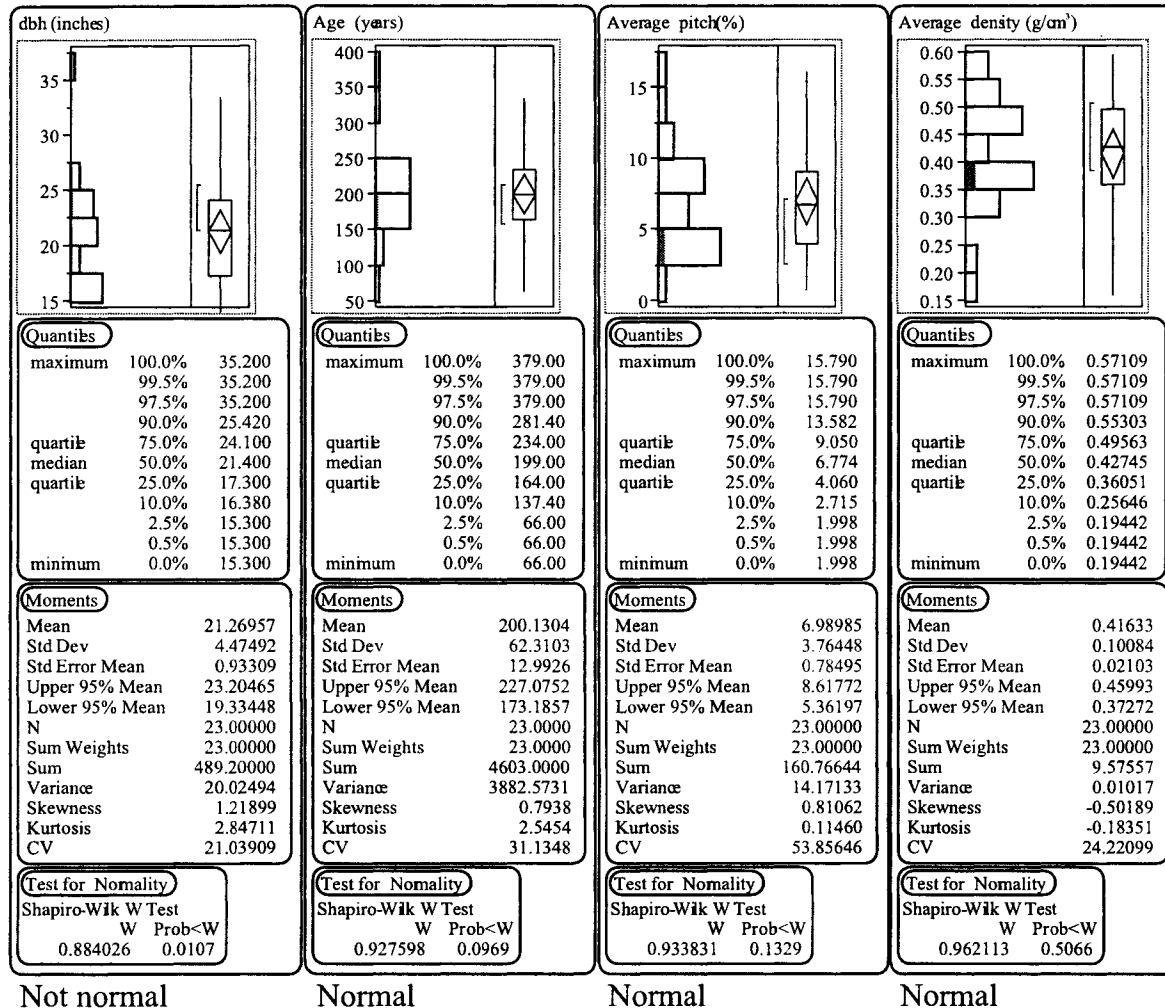 dbh (inches)
35
30
25
20
15
Quantiles
maximum 100.0% 35.200
99.5% 35.200
97.5% 35.200
90.0% 25.420
quartile 75.0% 24.100
median 50.0% 21.400
quartile 25.0% 17.300
10.0% 16.380
2.5% 15.300
0.5% 15.300
minimum 0.0% 15.300
Moments
Mean 21.26957
Std Dev 4.47492
Std Error Mean 0.93309
Upper 95% Mean 23.20465
Lower 95% Mean 19.33448
N 23.00000
Sum Weights 23.00000
Sum 489.20000
Variance 20.02494
Skewness 1.21899
Kurtosis 2.84711
CV 21.03909
Test for Normality
Shapiro-Wilk W Test
W Prob<W
0.884026 0.0107
Not normal
Age (years)
400
350
300
250
200
150
100
50
Quantiles
maximum 100.0% 379.00
99.5% 379.00
97.5% 379.00
90.0% 281.40
quartile 75.0% 234.00
median 50.0% 199.00
quartile 25.0% 164.00
10.0% 137.40
2.5% 66.00
0.5% 66.00
minimum 0.0% 66.00
Moments
Mean 200.1304
Std Dev 62.3103
Std Error Mean 12.9926
Upper 95% Mean 227.0752
Lower 95% Mean 173.1857
N 23.0000
Sum Weights 23.0000
Sum 4603.0000
Variance 3882.5731
Skewness 0.7938
Kurtosis 2.5454
CV 31.1348
Test for Normality
Shapiro-Wilk W Test
W Prob<W
0.927598 0.0969
Normal
Average pitch(%)
15
10
5
0
Quantiles
maximum 100.0% 15.790
99.5% 15.790
97.5% 15.790
90.0% 13.582
quartile 75.0% 9.050
median 50.0% 6.774
quartile 25.0% 4.060
10.0% 2.715
2.5% 1.998
0.5% 1.998
minimum 0.0% 1.998
Moments
Mean 6.98985
Std Dev 3.76448
Std Error Mean 0.78495
Upper 95% Mean 8.61772
Lower 95% Mean 5.36197
N 23.00000
Sum Weights 23.00000
Sum 160.76644
Variance 14.17133
Skewness 0.81062
Kurtosis 0.11460
CV 53.85646
Test for Normality
Shapiro-Wilk W Test
W Prob<W
0.933831 0.1329
Normal
Average density (g/cm³)
0.60
0.55
0.50
0.45
0.40
0.35
0.30
0.25
0.20
0.15
Quantiles
maximum 100.0% 0.57109
99.5% 0.57109
97.5% 0.57109
90.0% 0.55303
quartile 75.0% 0.49563
median 50.0% 0.42745
quartile 25.0% 0.36051
10.0% 0.25646
2.5% 0.19442
0.5% 0.19442
minimum 0.0% 0.19442
Moments
Mean 0.41633
Std Dev 0.10084
Std Error Mean 0.02103
Upper 95% Mean 0.45993
Lower 95% Mean 0.37272
N 23.00000
Sum Weights 23.00000
Sum 9.57557
Variance 0.01017
Skewness -0.50189
Kurtosis -0.18351
CV 24.22099
Test for Normality
Shapiro-Wilk W Test
W Prob<W
0.962113 0.5066
Normal